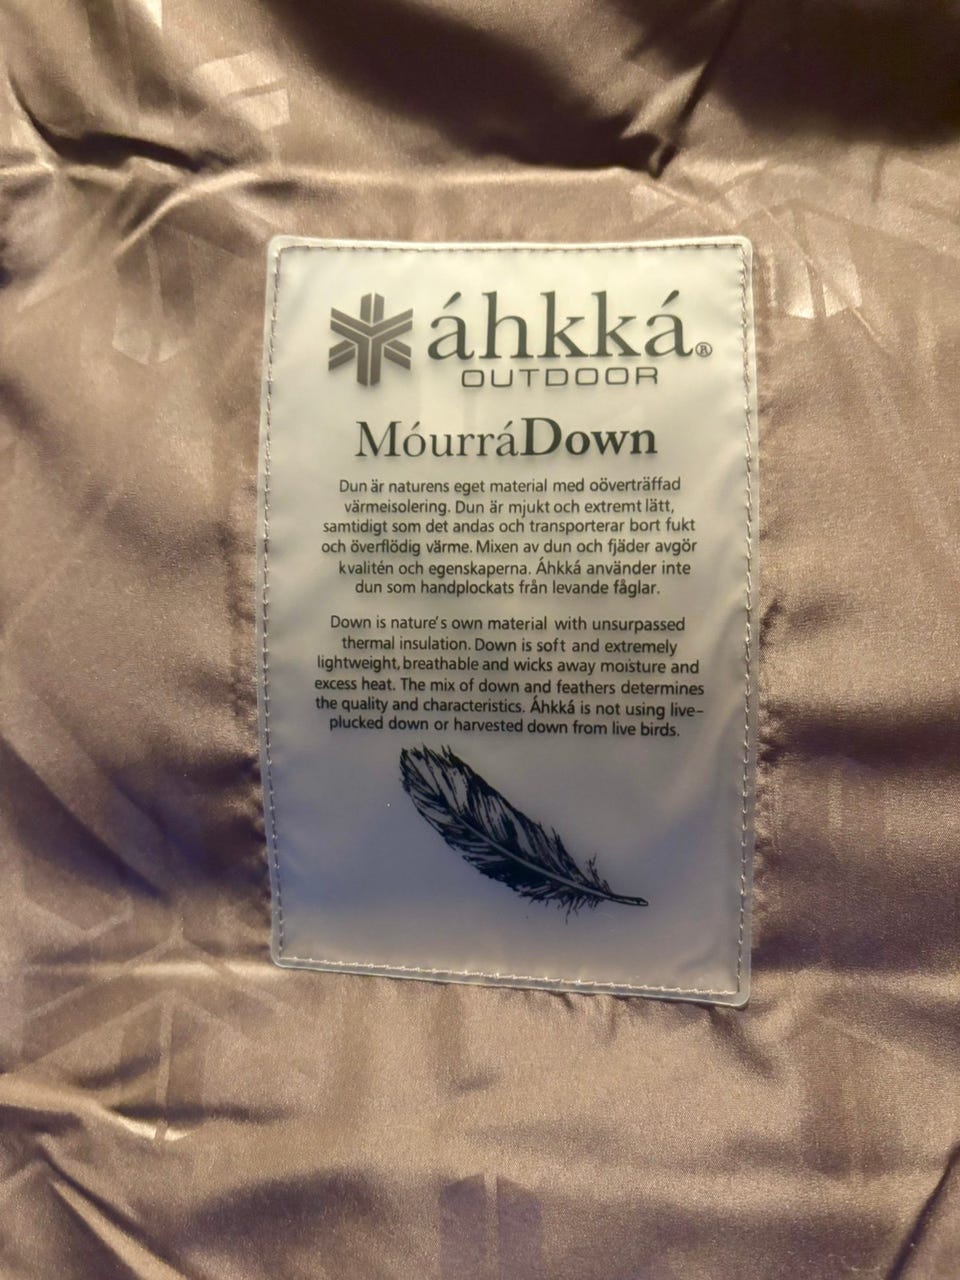 áhkká®
OUTDOOR
MóurráDown
Dun är naturens eget material med oöverträffad
värmeisolering. Dun är mjukt och extremt lätt,
samtidigt som det andas och transporterar bort fukt
och överflödig värme. Mixen av dun och fjäder avgör
kvalitén och egenskaperna. Áhkká använder inte
dun som handplockats från levande fåglar.
Down is nature's own material with unsurpassed
thermal insulation. Down is soft and extremely
lightweight, breathable and wicks away moisture and
excess heat. The mix of down and feathers determines
the quality and characteristics. Áhkká is not using live-
plucked down or harvested down from live birds.